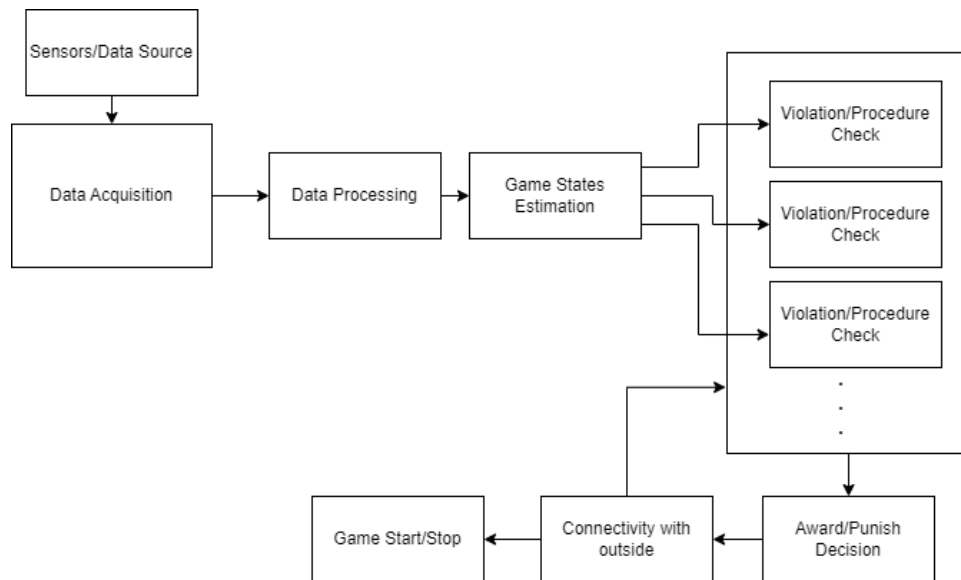 Sensors/Data Source
Data Acquisition
Data Processing
Game States
Estimation
Violation/Procedure
Check
Violation/Procedure
Check
Violation/Procedure
Check
.
.
.
Game Start/Stop
Connectivity with
outside
Award/Punish
Decision